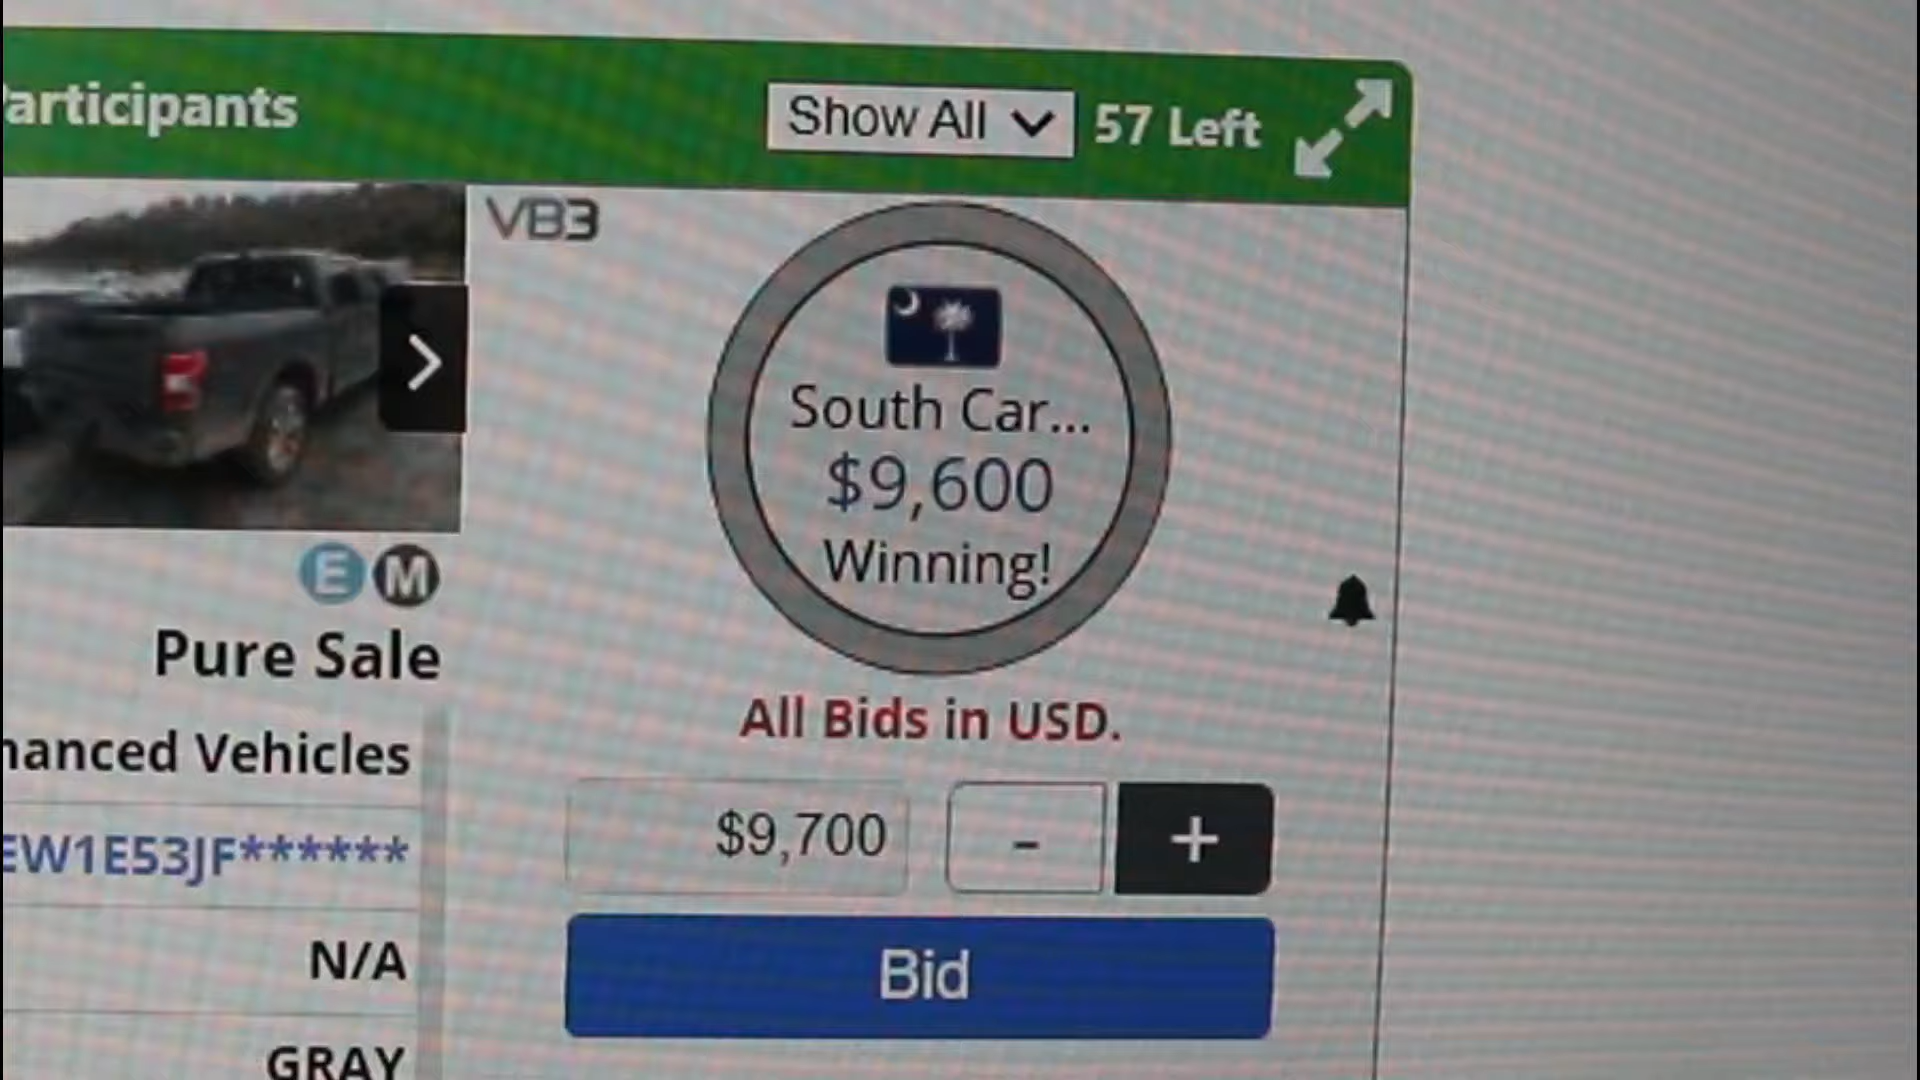 articipants
Show All
57 Left
VB3
South Car...
$9,600
Winning!
E M
Pure Sale
All Bids in USD.
hanced Vehicles
$9,700
-
+
EW1E53JF******
Bid
N/A
GRAY